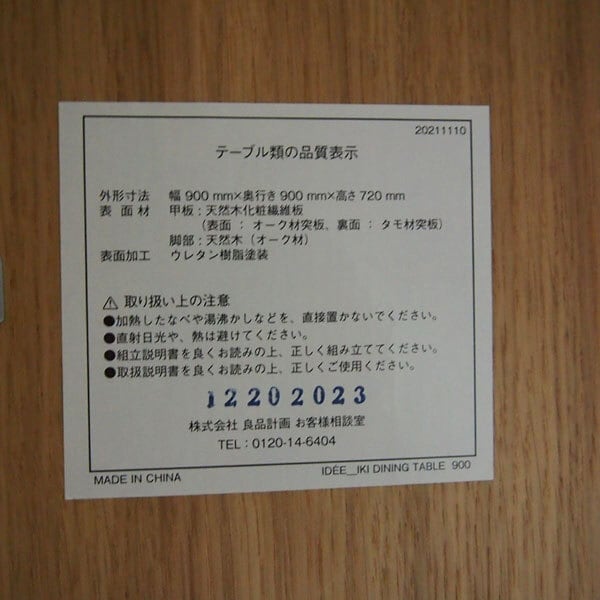 20211110
テーブル類の品質表示
外形寸法 幅 900 mm×奥行き 900 mm×高さ 720 mm
表面材 甲板：天然木化粧繊維板
（表面：オーク材突板、裏面：タモ材突板）
脚部：天然木（オーク材）
表面加工 ウレタン樹脂塗装
⚠ 取り扱い上の注意
●加熱したなべや湯沸かしなどを、直接置かないでください。
●直射日光や、熱は避けてください。
●組立説明書を良くお読みの上、正しく組み立ててください。
●取扱説明書を良くお読みの上、正しくご使用ください。
12202023
株式会社 良品計画 お客様相談室
TEL：0120-14-6404
MADE IN CHINA
IDÉE__IKI DINING TABLE 900